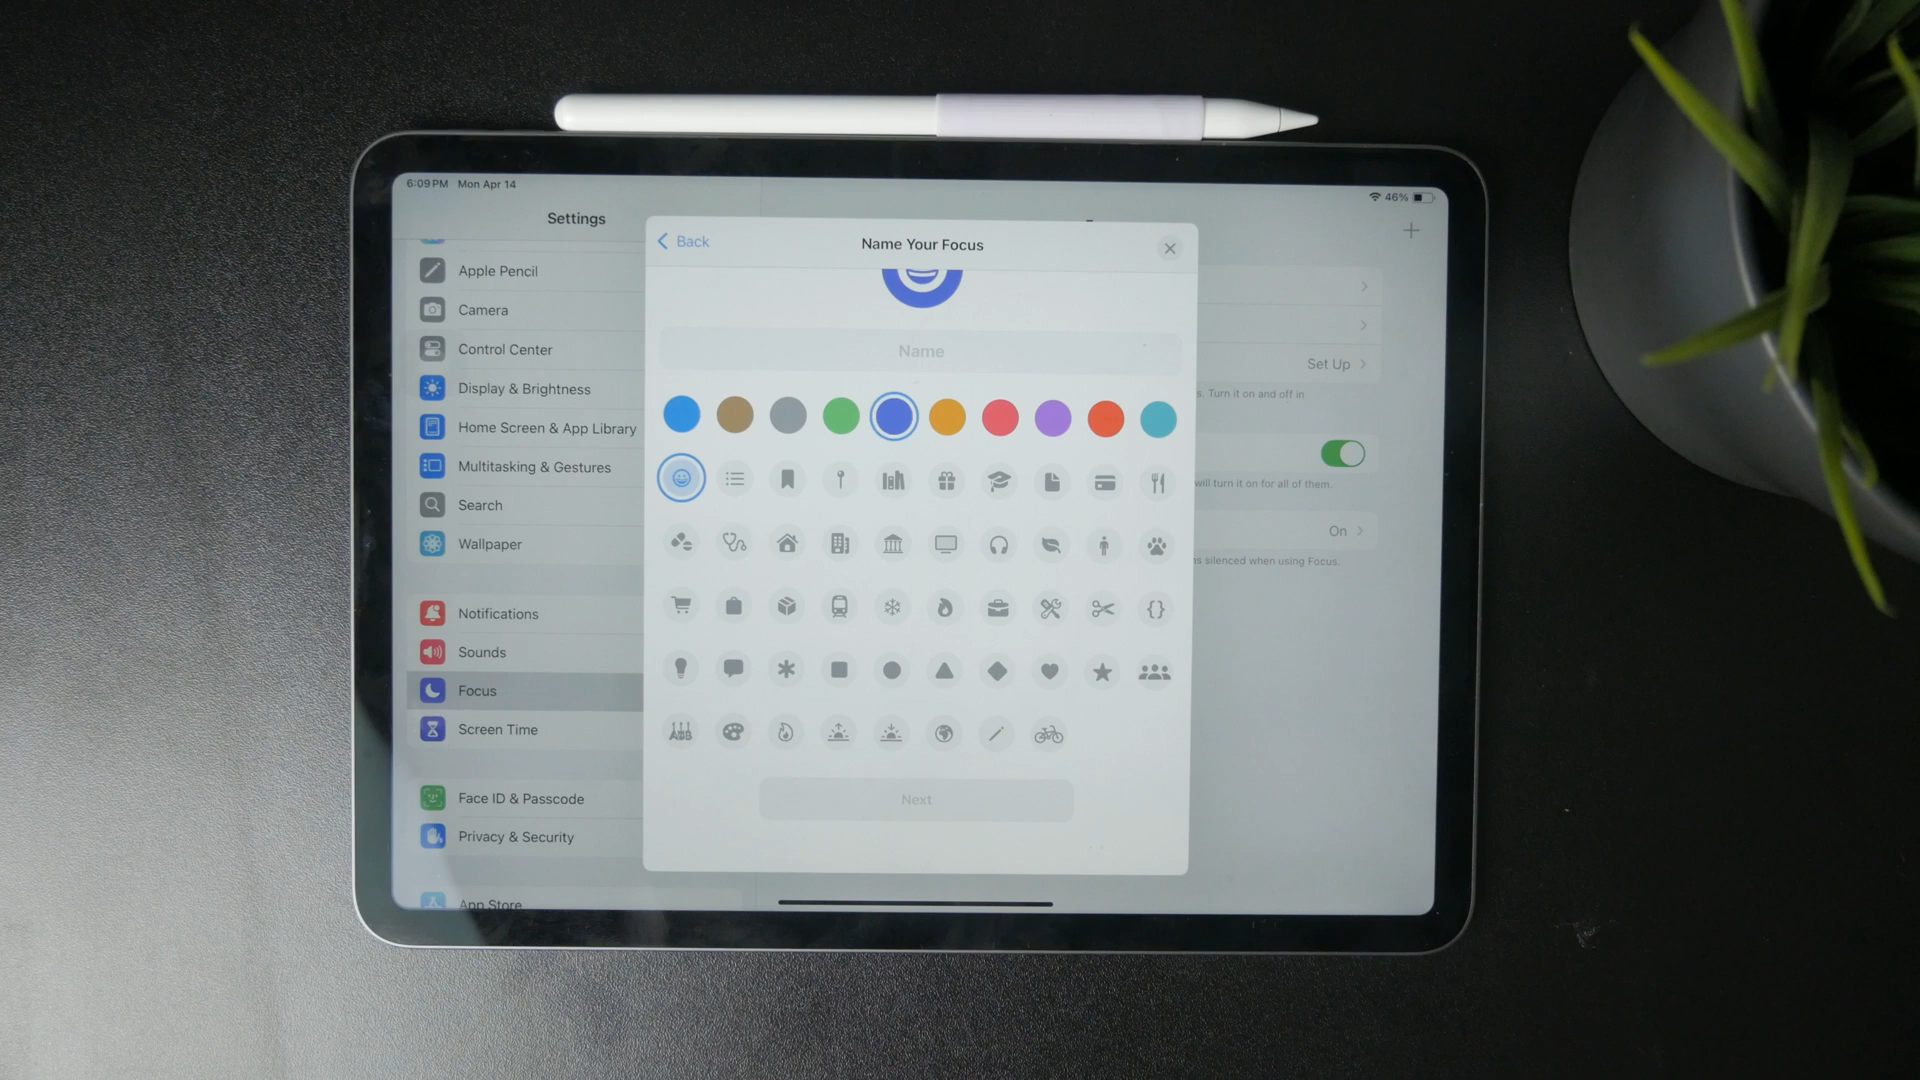 6:09 PM Mon Apr 14
46%
Settings
Apple Pencil
Camera
Control Center
Display & Brightness
Home Screen & App Library
Multitasking & Gestures
Search
Wallpaper
Notifications
Sounds
Focus
Screen Time
Face ID & Passcode
Privacy & Security
App Store
Back
Name Your Focus
Name
Next
Set Up
s. Turn it on and off in
will turn it on for all of them.
On
s silenced when using Focus.